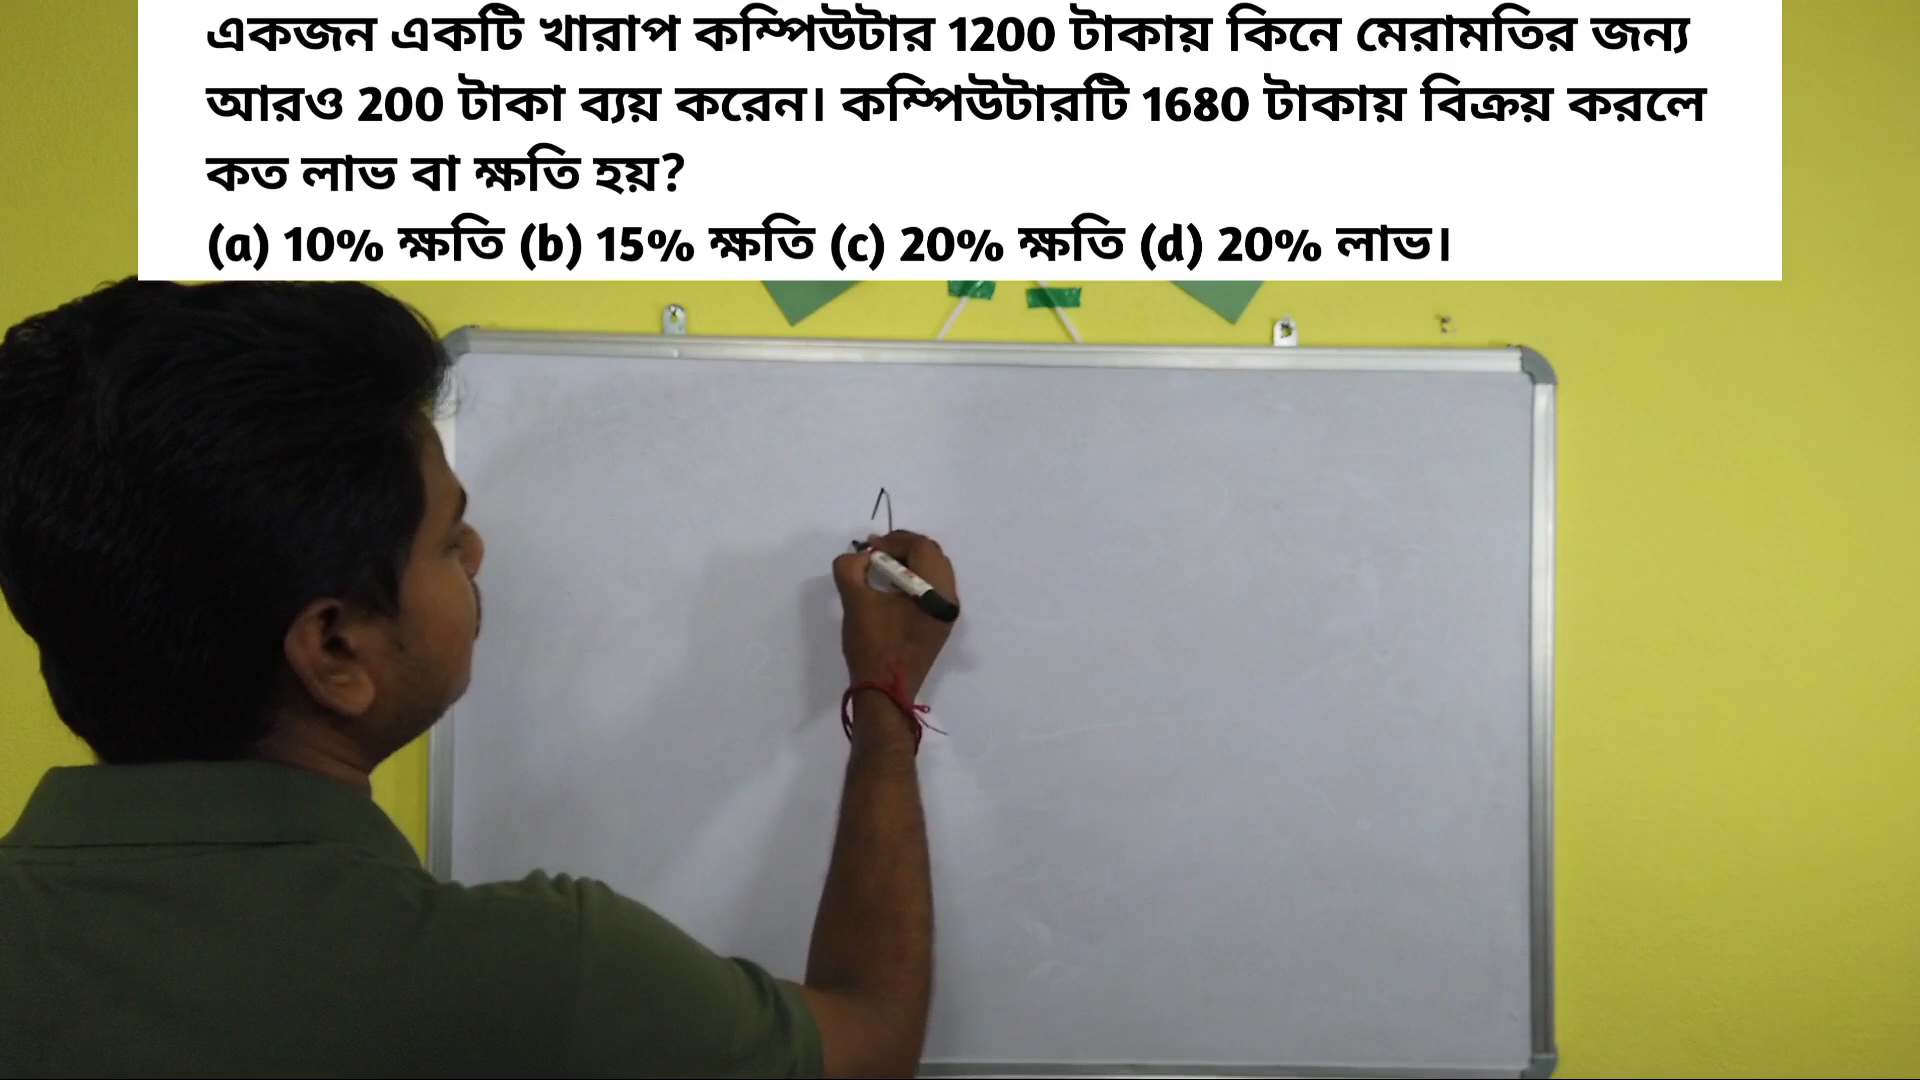 একজন একটি খারাপ কম্পিউটার 1200 টাকায় কিনে মেরামতির জন্য
আরও 200 টাকা ব্যয় করেন। কম্পিউটারটি 1680 টাকায় বিক্রয় করলে
কত লাভ বা ক্ষতি হয়?
(a) 10% ক্ষতি (b) 15% ক্ষতি (c) 20% ক্ষতি (d) 20% লাভ।